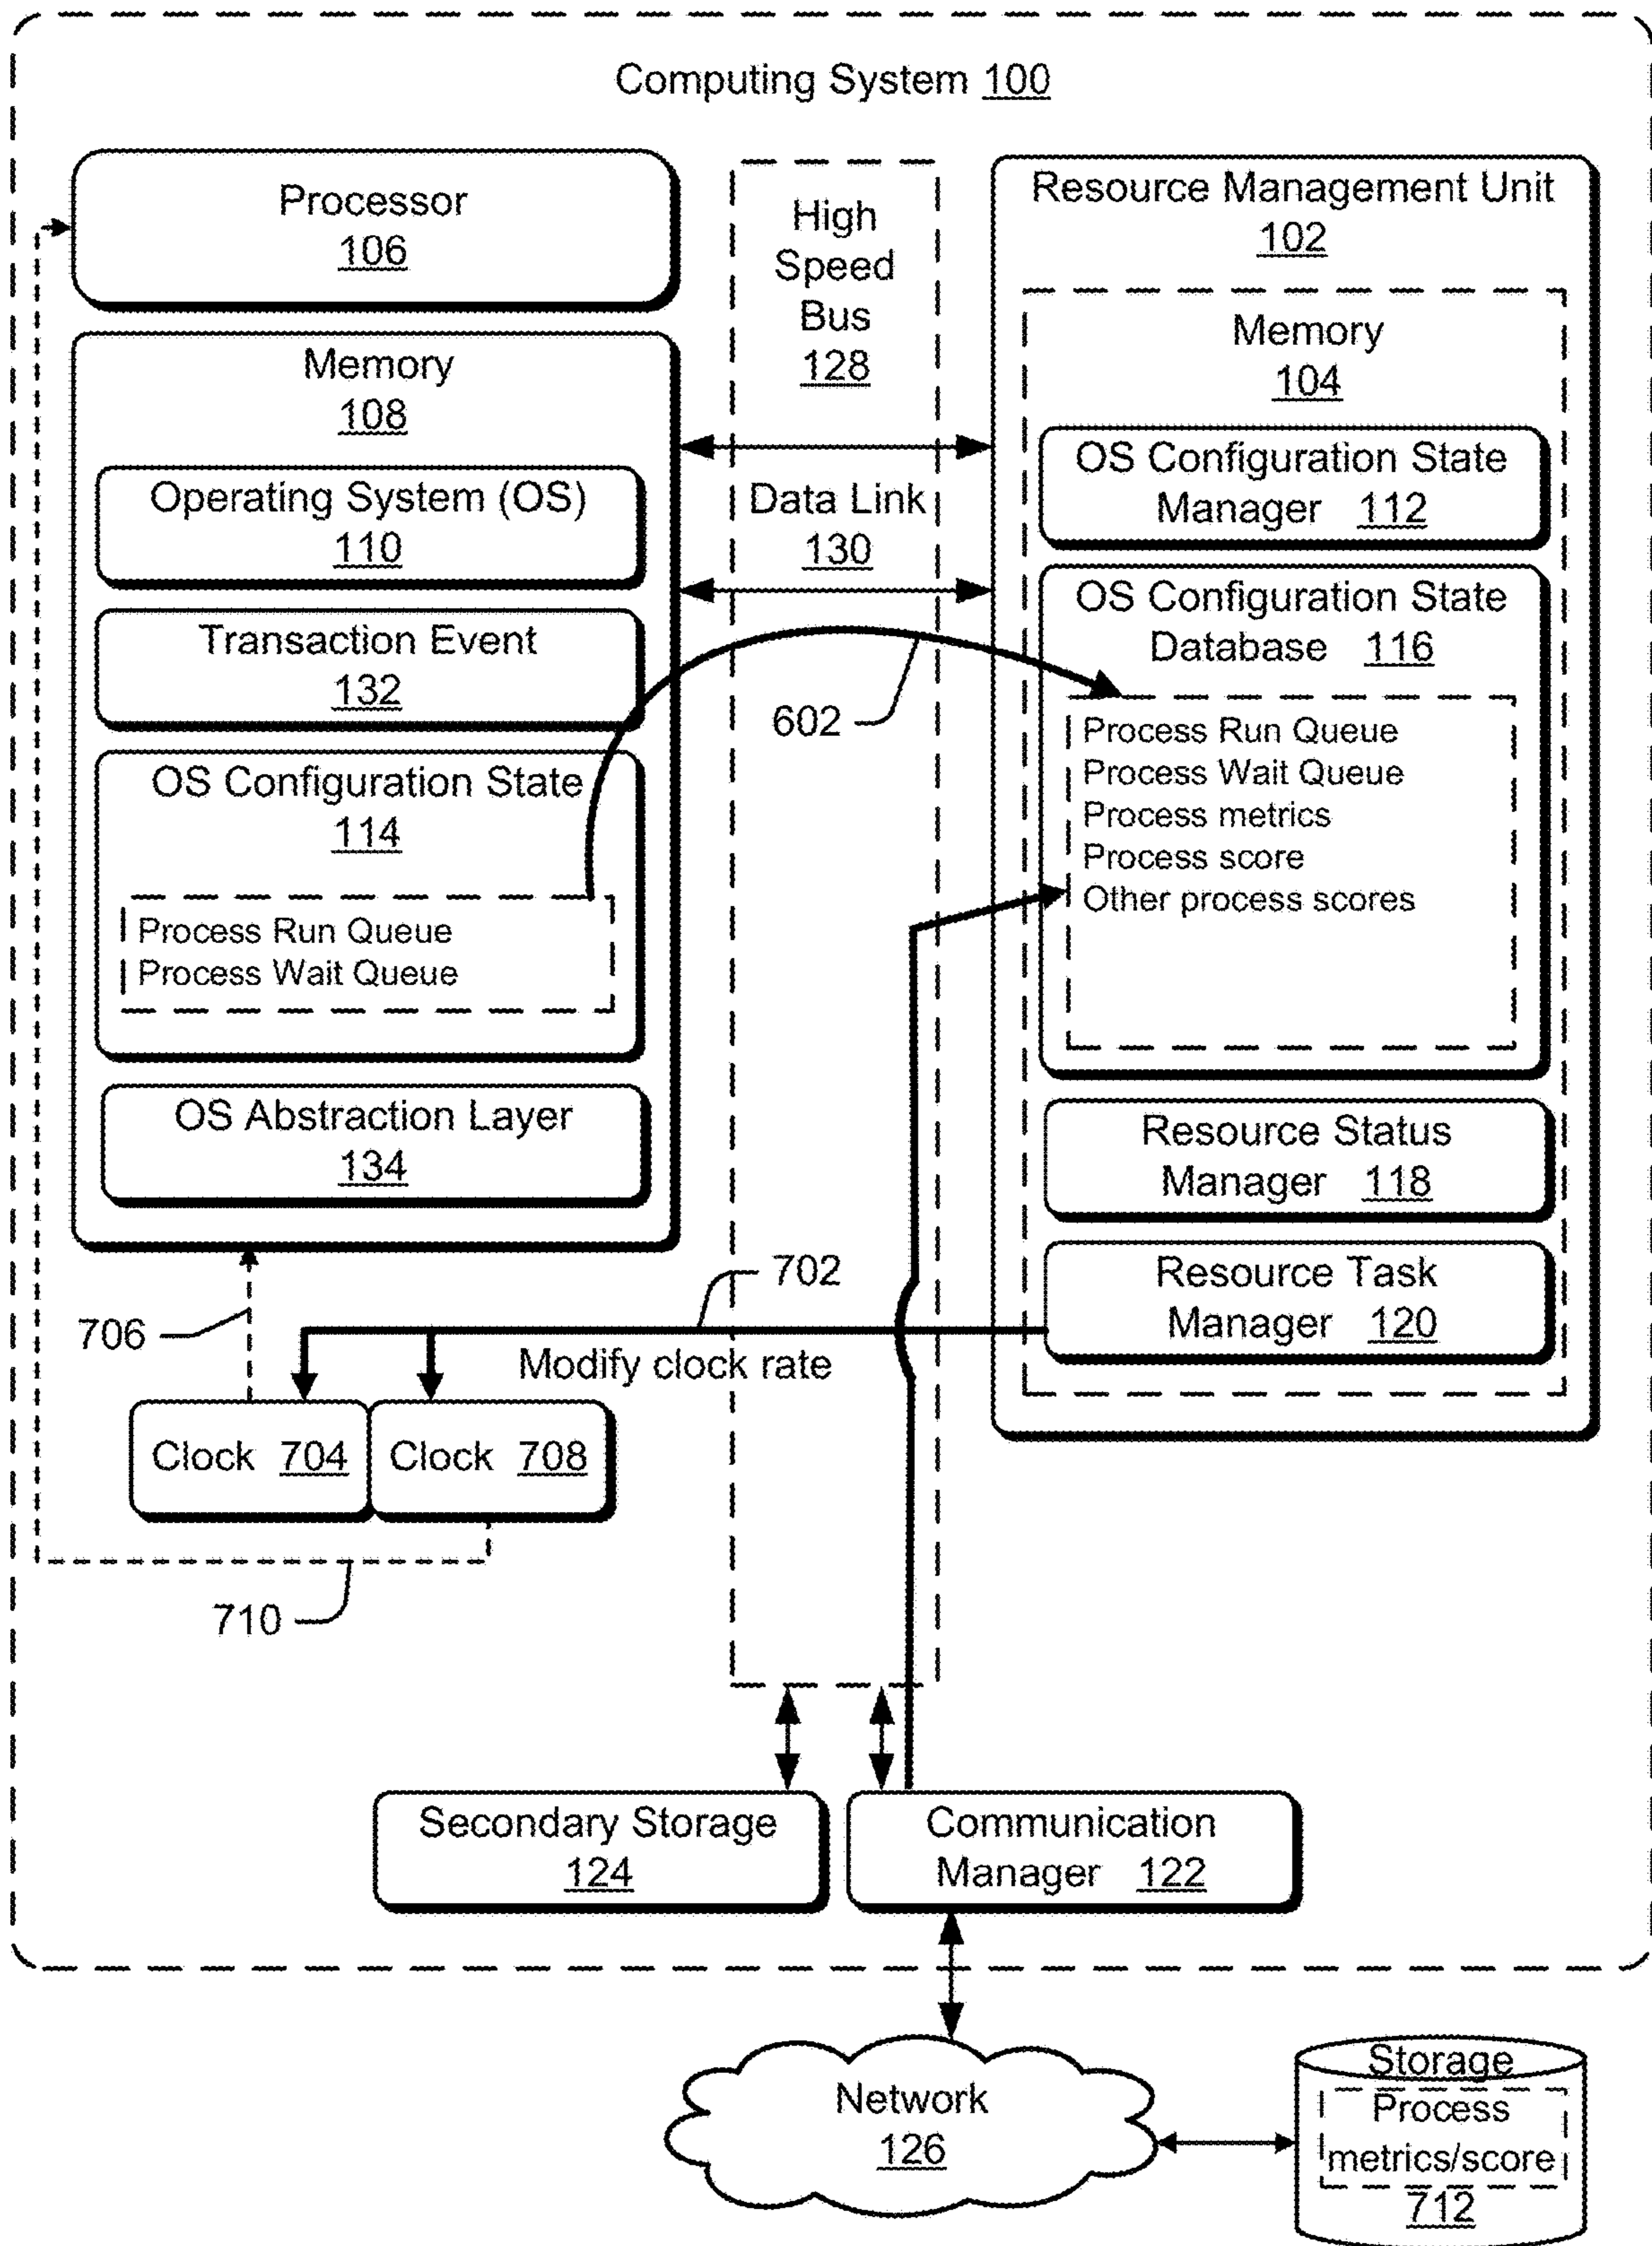 Computing System 100
Processor
106
Memory
108
Operating System (OS)
110
Transaction Event
132
OS Configuration State
114
Process Run Queue
Process Wait Queue
OS Abstraction Layer
134
High
Speed
Bus
128
Data Link
130
602
Resource Management Unit
102
Memory
104
OS Configuration State
Manager 112
OS Configuration State
Database 116
Process Run Queue
Process Wait Queue
Process metrics
Process score
Other process scores
Resource Status
Manager 118
Resource Task
Manager 120
702
706
Modify clock rate
Clock 704
Clock 708
710
Secondary Storage
124
Communication
Manager 122
Network
126
Storage
Process
metrics/score
712